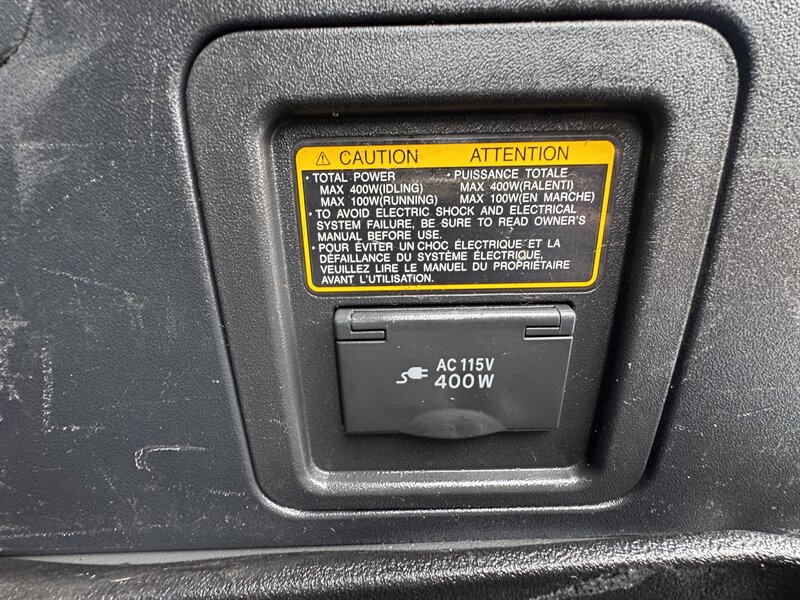 ⚠ CAUTION ATTENTION
• TOTAL POWER
MAX 400W(IDLING)
MAX 100W(RUNNING)
• PUISSANCE TOTALE
MAX 400W(RALENTI)
MAX 100W(EN MARCHE)
• TO AVOID ELECTRIC SHOCK AND ELECTRICAL
SYSTEM FAILURE, BE SURE TO READ OWNER'S
MANUAL BEFORE USE.
• POUR ÉVITER UN CHOC ÉLECTRIQUE ET LA
DÉFAILLANCE DU SYSTÈME ÉLECTRIQUE,
VEUILLEZ LIRE LE MANUEL DU PROPRIÉTAIRE
AVANT L'UTILISATION.
AC 115V
400W